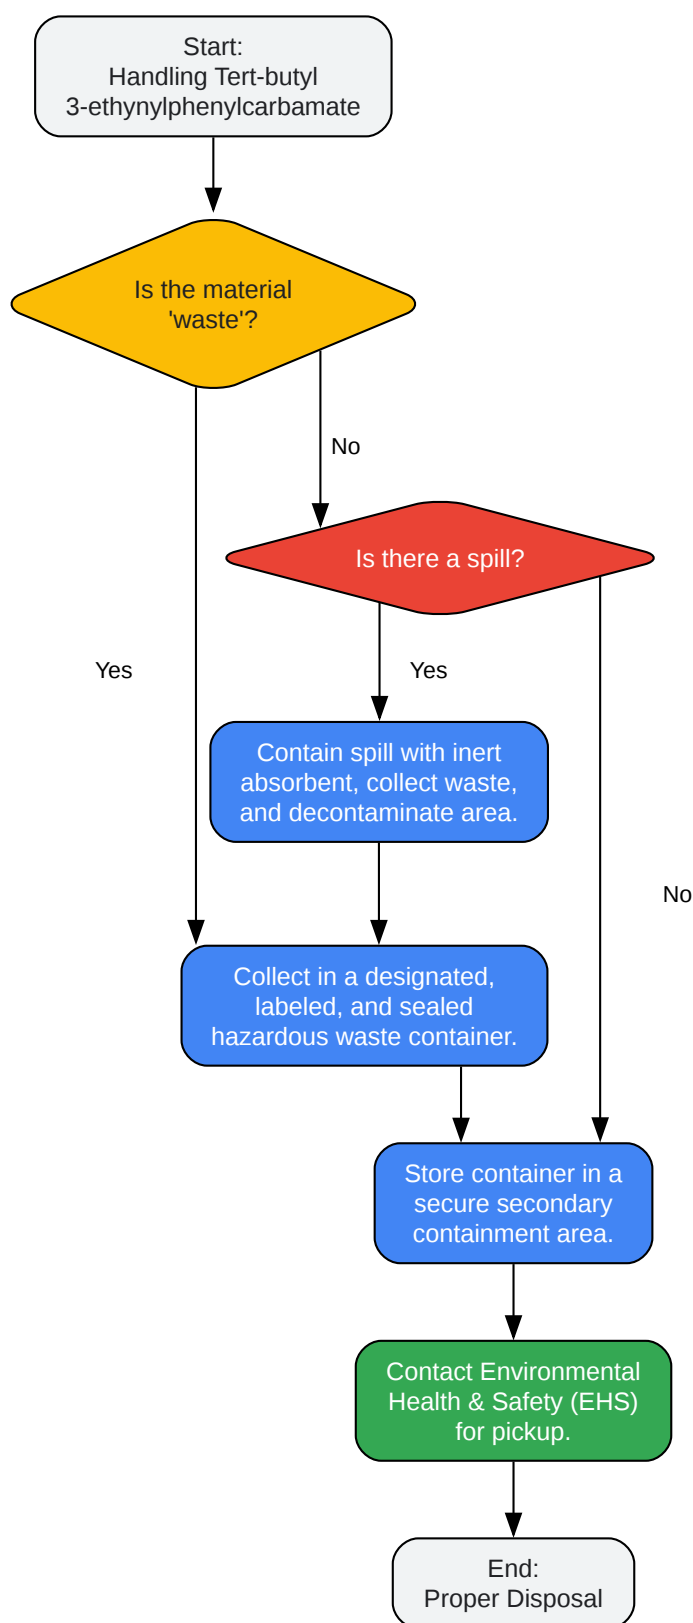 Start:
Handling Tert-butyl
3-ethynylphenylcarbamate
Is the material
'waste'?
No
Is there a spill?
Yes
Yes
Contain spill with inert
absorbent, collect waste,
and decontaminate area.
No
Collect in a designated,
labeled, and sealed
hazardous waste container.
Store container in a
secure secondary
containment area.
Contact Environmental
Health & Safety (EHS)
for pickup.
End:
Proper Disposal